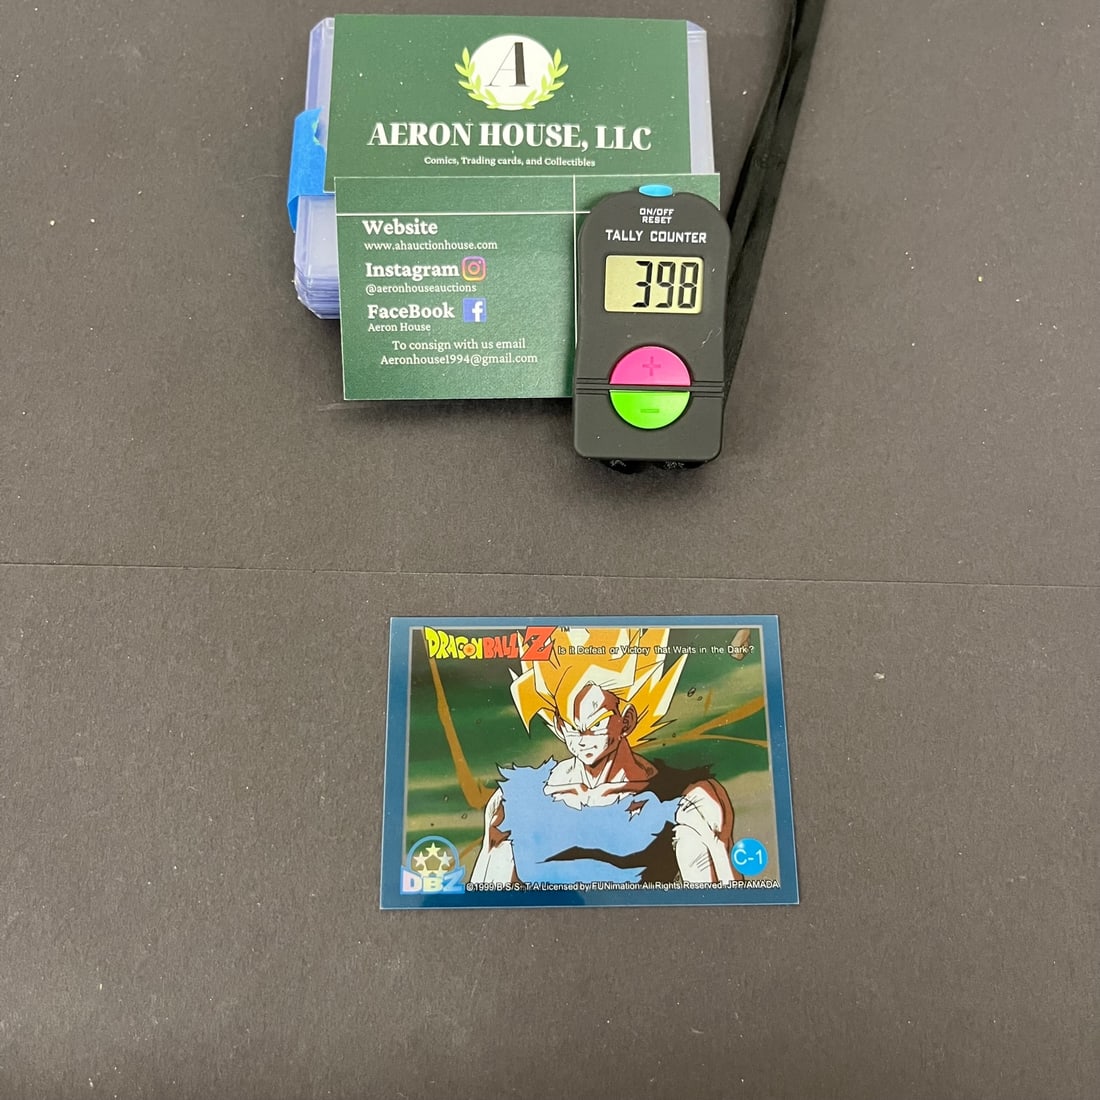 A
AERON HOUSE, LLC
Comics, Trading cards, and Collectibles
Website
www.ahauctionhouse.com
Instagram
@aeronhouseauctions
FaceBook
Aeron House
To consign with us email
Aeronhouse1994@gmail.com
ON/OFF
RESET
TALLY COUNTER
398
DRAGONBALL Z™
Is it Defeat or Victory that Waits in the Dark?
C-1
DBZ
©1999 B.S/S. T.A Licensed by FUNimation All Rights Reserved. JPP/AMADA